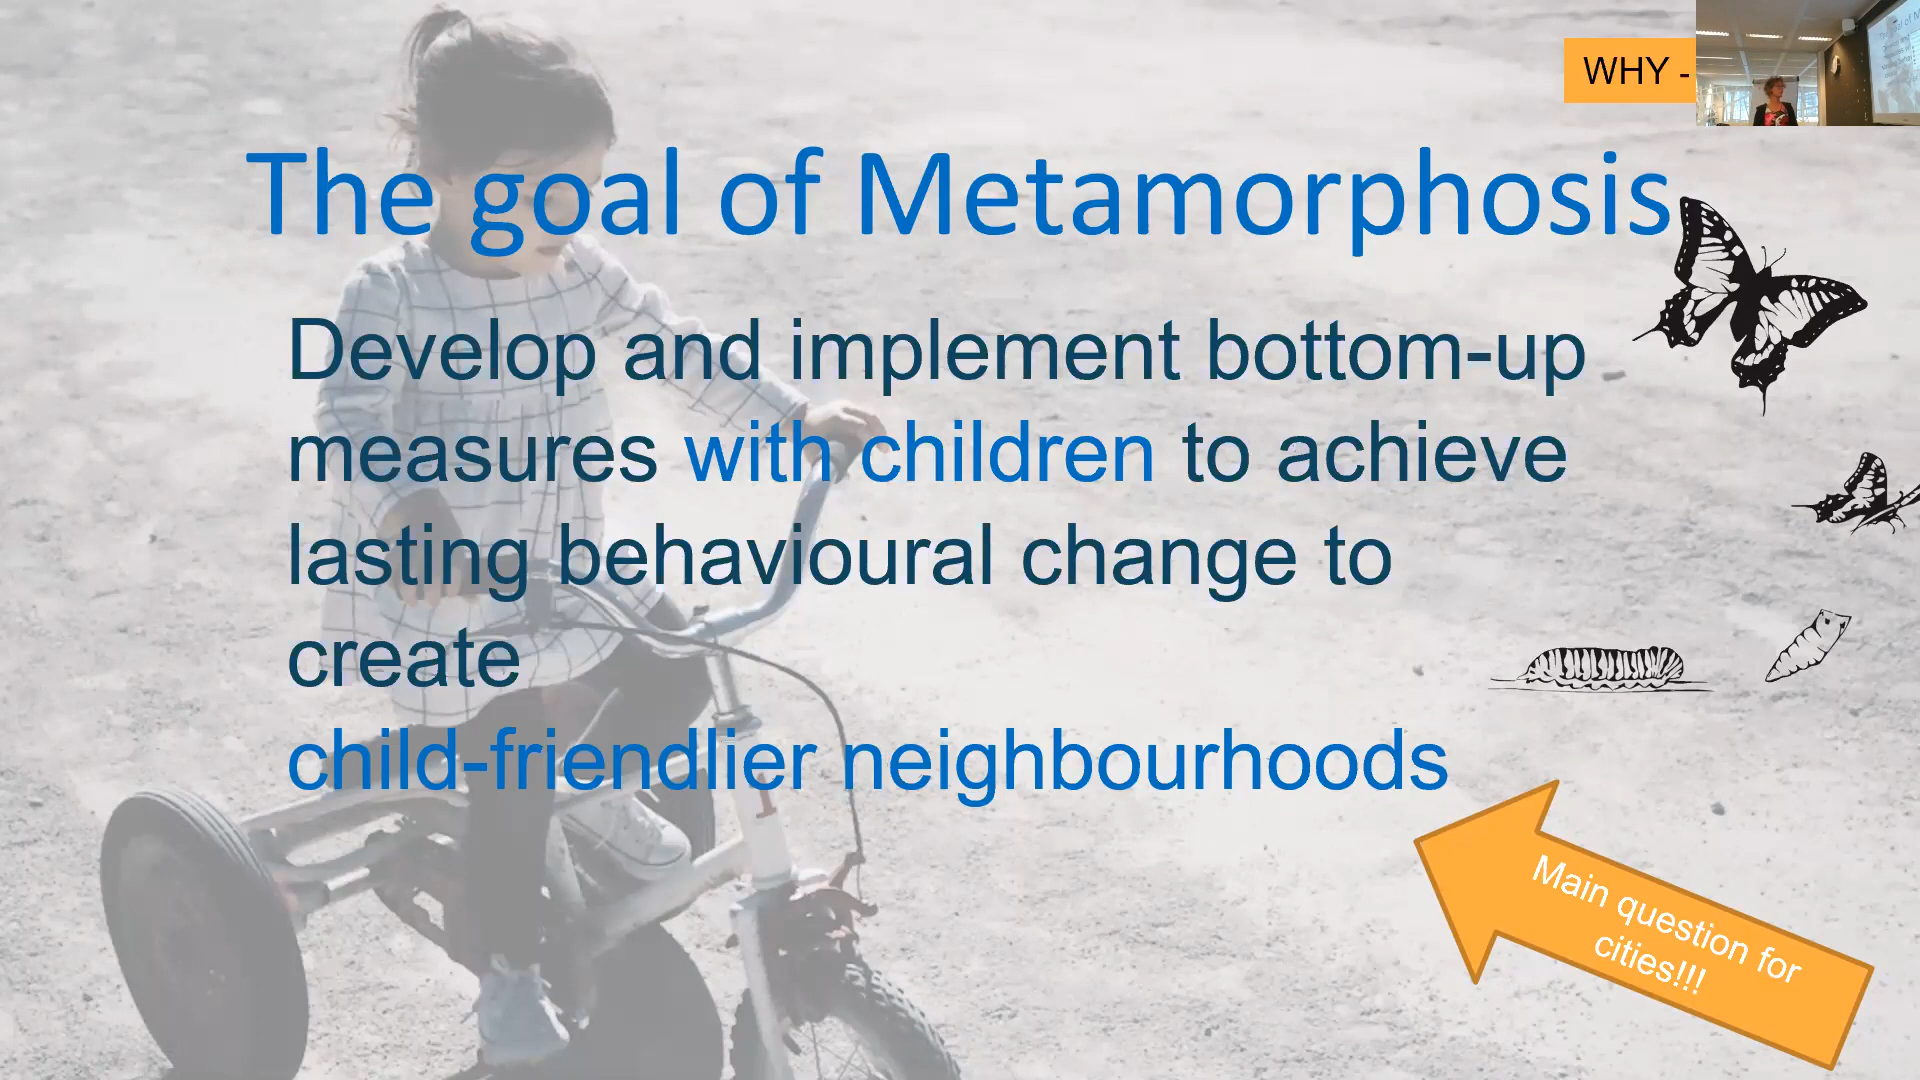 WHY -
The goal of Metamorphosis
Develop and implement bottom-up
measures with children to achieve
lasting behavioural change to
create
child-friendlier neighbourhoods
Main question for
cities!!!